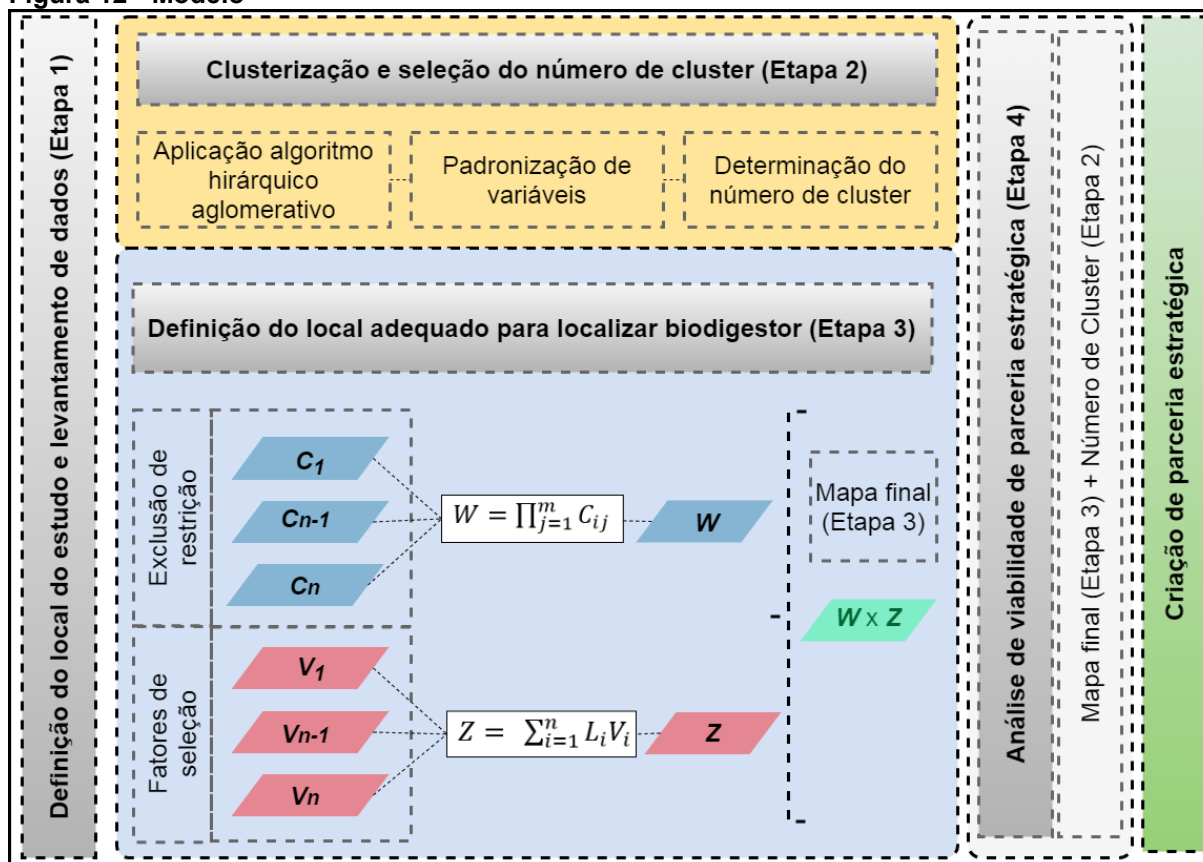 Figura 12 - Modelo
Definição do local do estudo e levantamento de dados (Etapa 1)
Clusterização e seleção do número de cluster (Etapa 2)
Aplicação algoritmo
hirárquico
aglomerativo
Padronização de
variáveis
Determinação do
número de cluster
Definição do local adequado para localizar biodigestor (Etapa 3)
Exclusão de
restrição
C1
Cn-1
Cn
W = ∏_{j=1}^{m} C_{ij}
W
Fatores de
seleção
V1
Vn-1
Vn
Z = ∑_{i=1}^{n} L_i V_i
Z
Mapa final
(Etapa 3)
W x Z
Análise de viabilidade de parceria estratégica (Etapa 4)
Mapa final (Etapa 3) + Número de Cluster (Etapa 2)
Criação de parceria estratégica